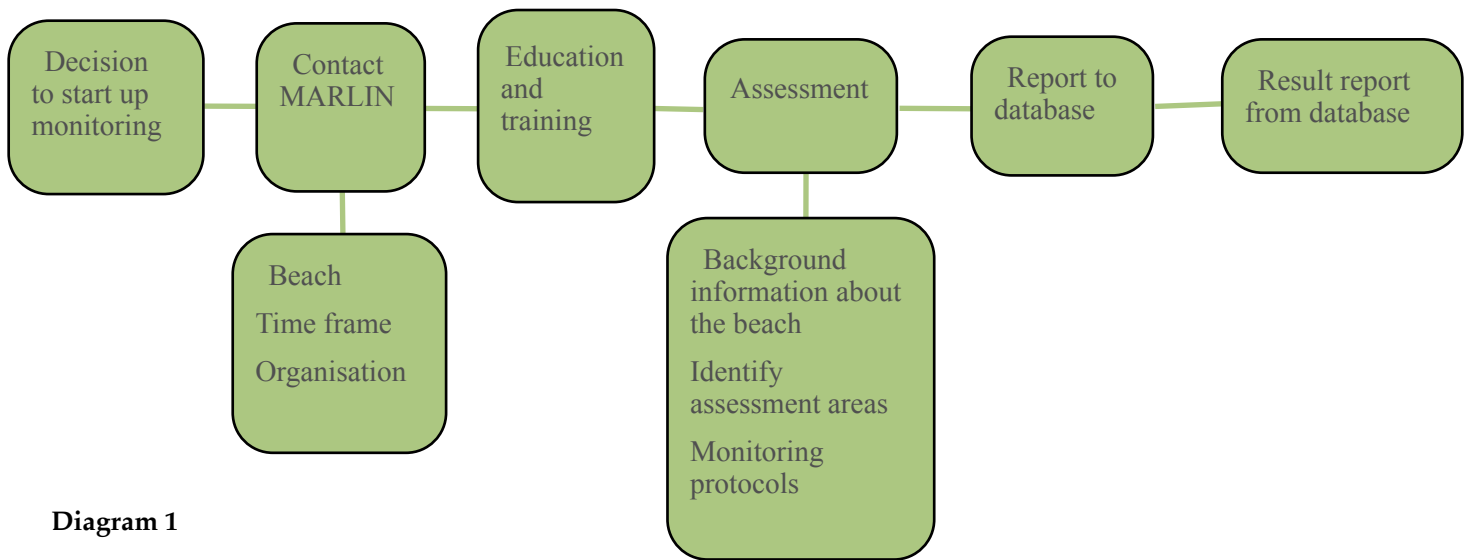 Decision
to start up
monitoring
Contact
MARLIN
Education
and
training
Assessment
Report to
database
Result report
from database
Beach
Time frame
Organisation
Background
information about
the beach
Identify
assessment areas
Monitoring
protocols
Diagram 1